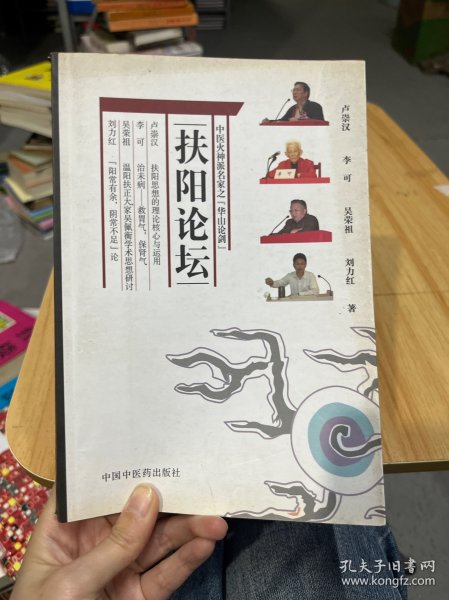 扶阳论坛
中医火神派名家之“华山论剑”
卢崇汉 扶阳思想的理论核心与运用
李可 治未病——救胃气，保肾气
吴荣祖 温阳扶正大家吴佩衡学术思想研讨
刘力红 “阳常有余，阴常不足”论
卢崇汉 李可 吴荣祖 刘力红 著
李可
中国中医药出版社
孔夫子旧书网
www.kongfz.com